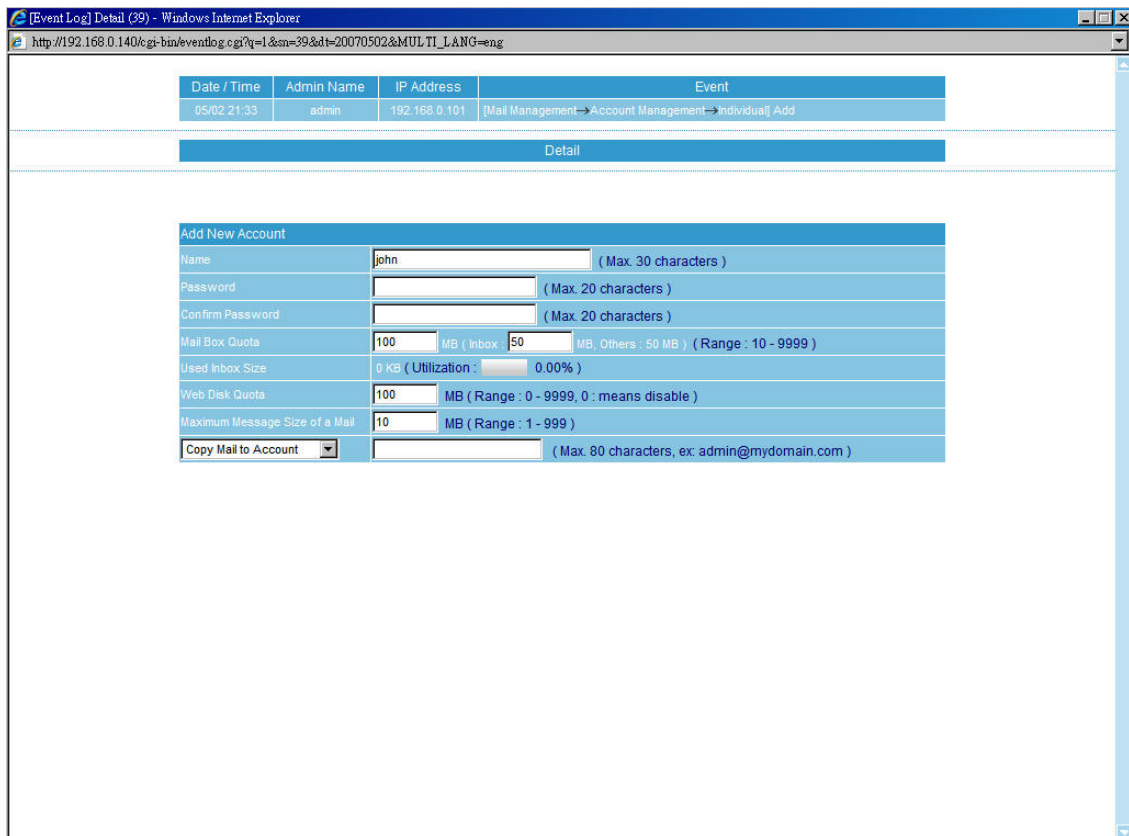 [Event Log] Detail (39) - Windows Internet Explorer
http://192.168.0.140/cgi-bin/eventlog.cgi?q=1&sn=39&dt=20070502&MULTI_LANG=eng
Date / Time Admin Name IP Address Event
05/02 21:33 admin 192.168.0.101 [Mail Management→Account Management→individual] Add
Detail
Add New Account
Name john ( Max. 30 characters )
Password ( Max. 20 characters )
Confirm Password ( Max. 20 characters )
Mail Box Quota 100 MB ( Inbox : 50 MB, Others : 50 MB ) ( Range : 10 - 9999 )
Used Inbox Size 0 KB ( Utilization : 0.00% )
Web Disk Quota 100 MB ( Range : 0 - 9999, 0 : means disable )
Maximum Message Size of a Mail 10 MB ( Range : 1 - 999 )
Copy Mail to Account ( Max. 80 characters, ex: admin@mydomain.com )